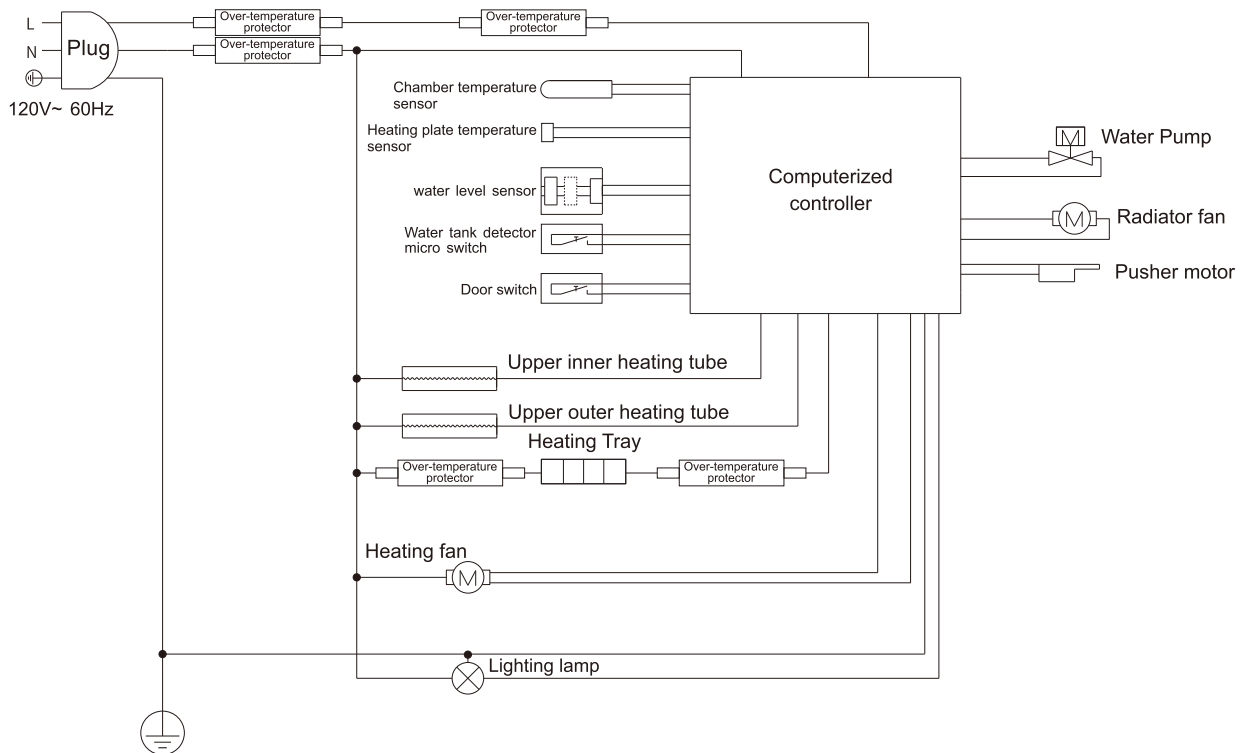 L
N
Plug
120V~ 60Hz
Over-temperature
protector
Over-temperature
protector
Over-temperature
protector
Chamber temperature
sensor
Heating plate temperature
sensor
water level sensor
Water tank detector
micro switch
Door switch
Computerized
controller
M
Water Pump
M
Radiator fan
Pusher motor
Upper inner heating tube
Upper outer heating tube
Heating Tray
Over-temperature
protector
Over-temperature
protector
Heating fan
M
Lighting lamp